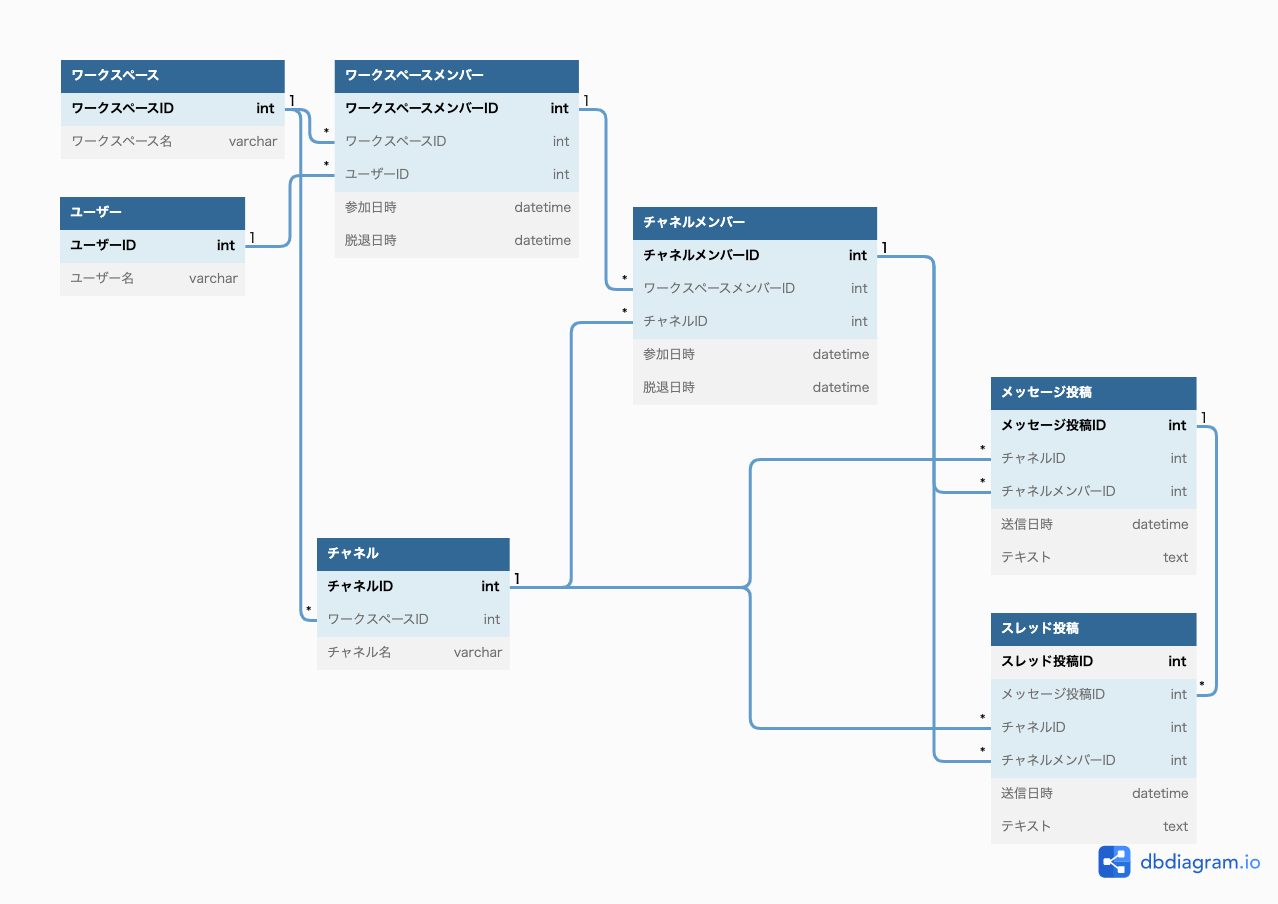 ワークスペース
ワークスペースID int 1
ワークスペース名 varchar
ユーザー
ユーザーID int 1
ユーザー名 varchar
ワークスペースメンバー
ワークスペースメンバーID int 1
* ワークスペースID int
* ユーザーID int
参加日時 datetime
脱退日時 datetime
チャネルメンバー
チャネルメンバーID int 1
* ワークスペースメンバーID int
* チャネルID int
参加日時 datetime
脱退日時 datetime
チャネル
チャネルID int 1
* ワークスペースID int
チャネル名 varchar
メッセージ投稿
メッセージ投稿ID int 1
* チャネルID int
* チャネルメンバーID int
送信日時 datetime
テキスト text
スレッド投稿
スレッド投稿ID int
メッセージ投稿ID int *
* チャネルID int
* チャネルメンバーID int
送信日時 datetime
テキスト text
dbdiagram.io